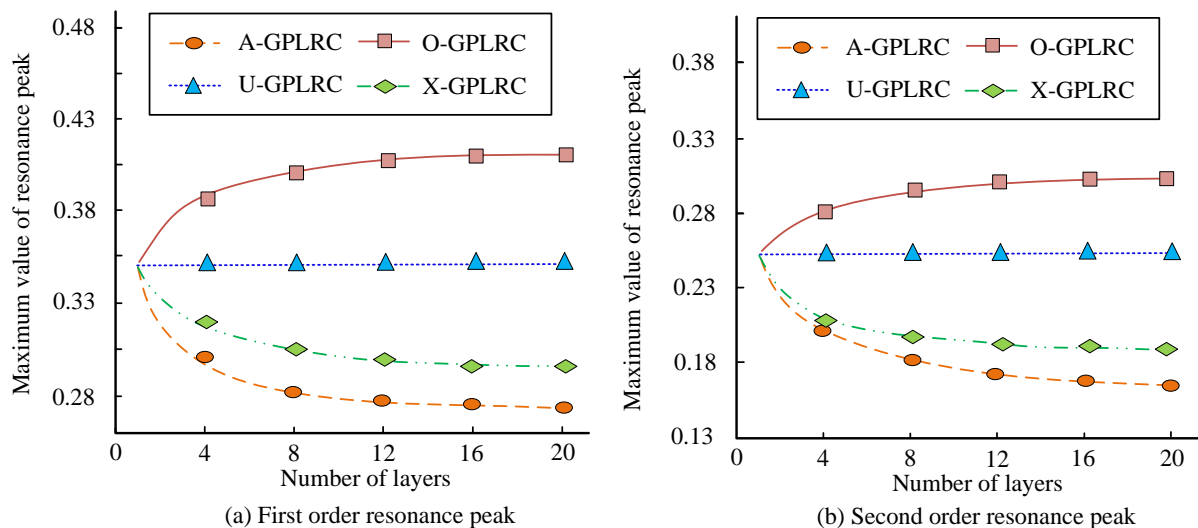 0.48
0.43
0.38
0.33
0.28
Maximum value of resonance peak
A-GPLRC
O-GPLRC
U-GPLRC
X-GPLRC
0 4 8 12 16 20
Number of layers
(a) First order resonance peak
0.38
0.33
0.28
0.23
0.18
0.13
Maximum value of resonance peak
A-GPLRC
O-GPLRC
U-GPLRC
X-GPLRC
0 4 8 12 16 20
Number of layers
(b) Second order resonance peak